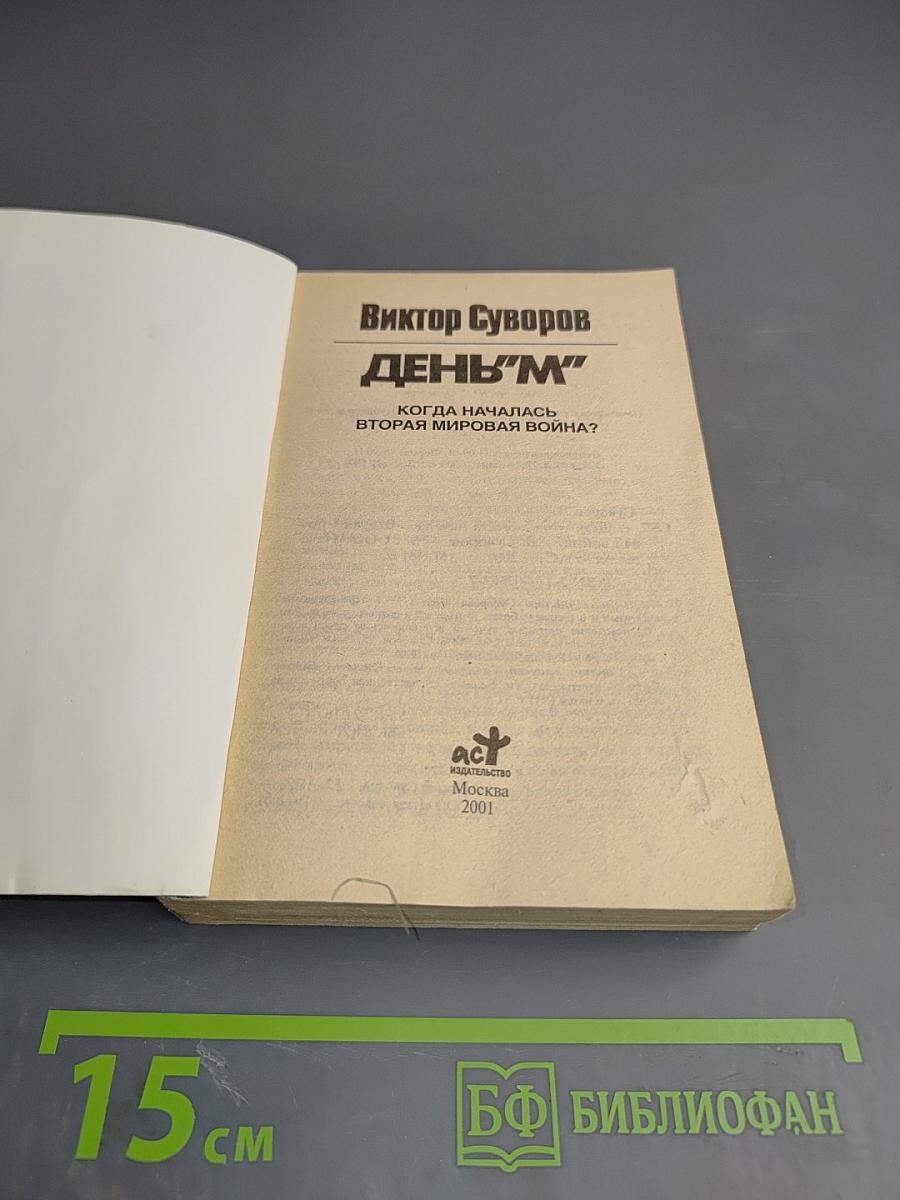 Виктор Суворов
ДЕНЬ"М"
КОГДА НАЧАЛАСЬ
ВТОРАЯ МИРОВАЯ ВОЙНА?
аст
ИЗДАТЕЛЬСТВО
Москва
2001
15 см
БФ БИБЛИОФАН